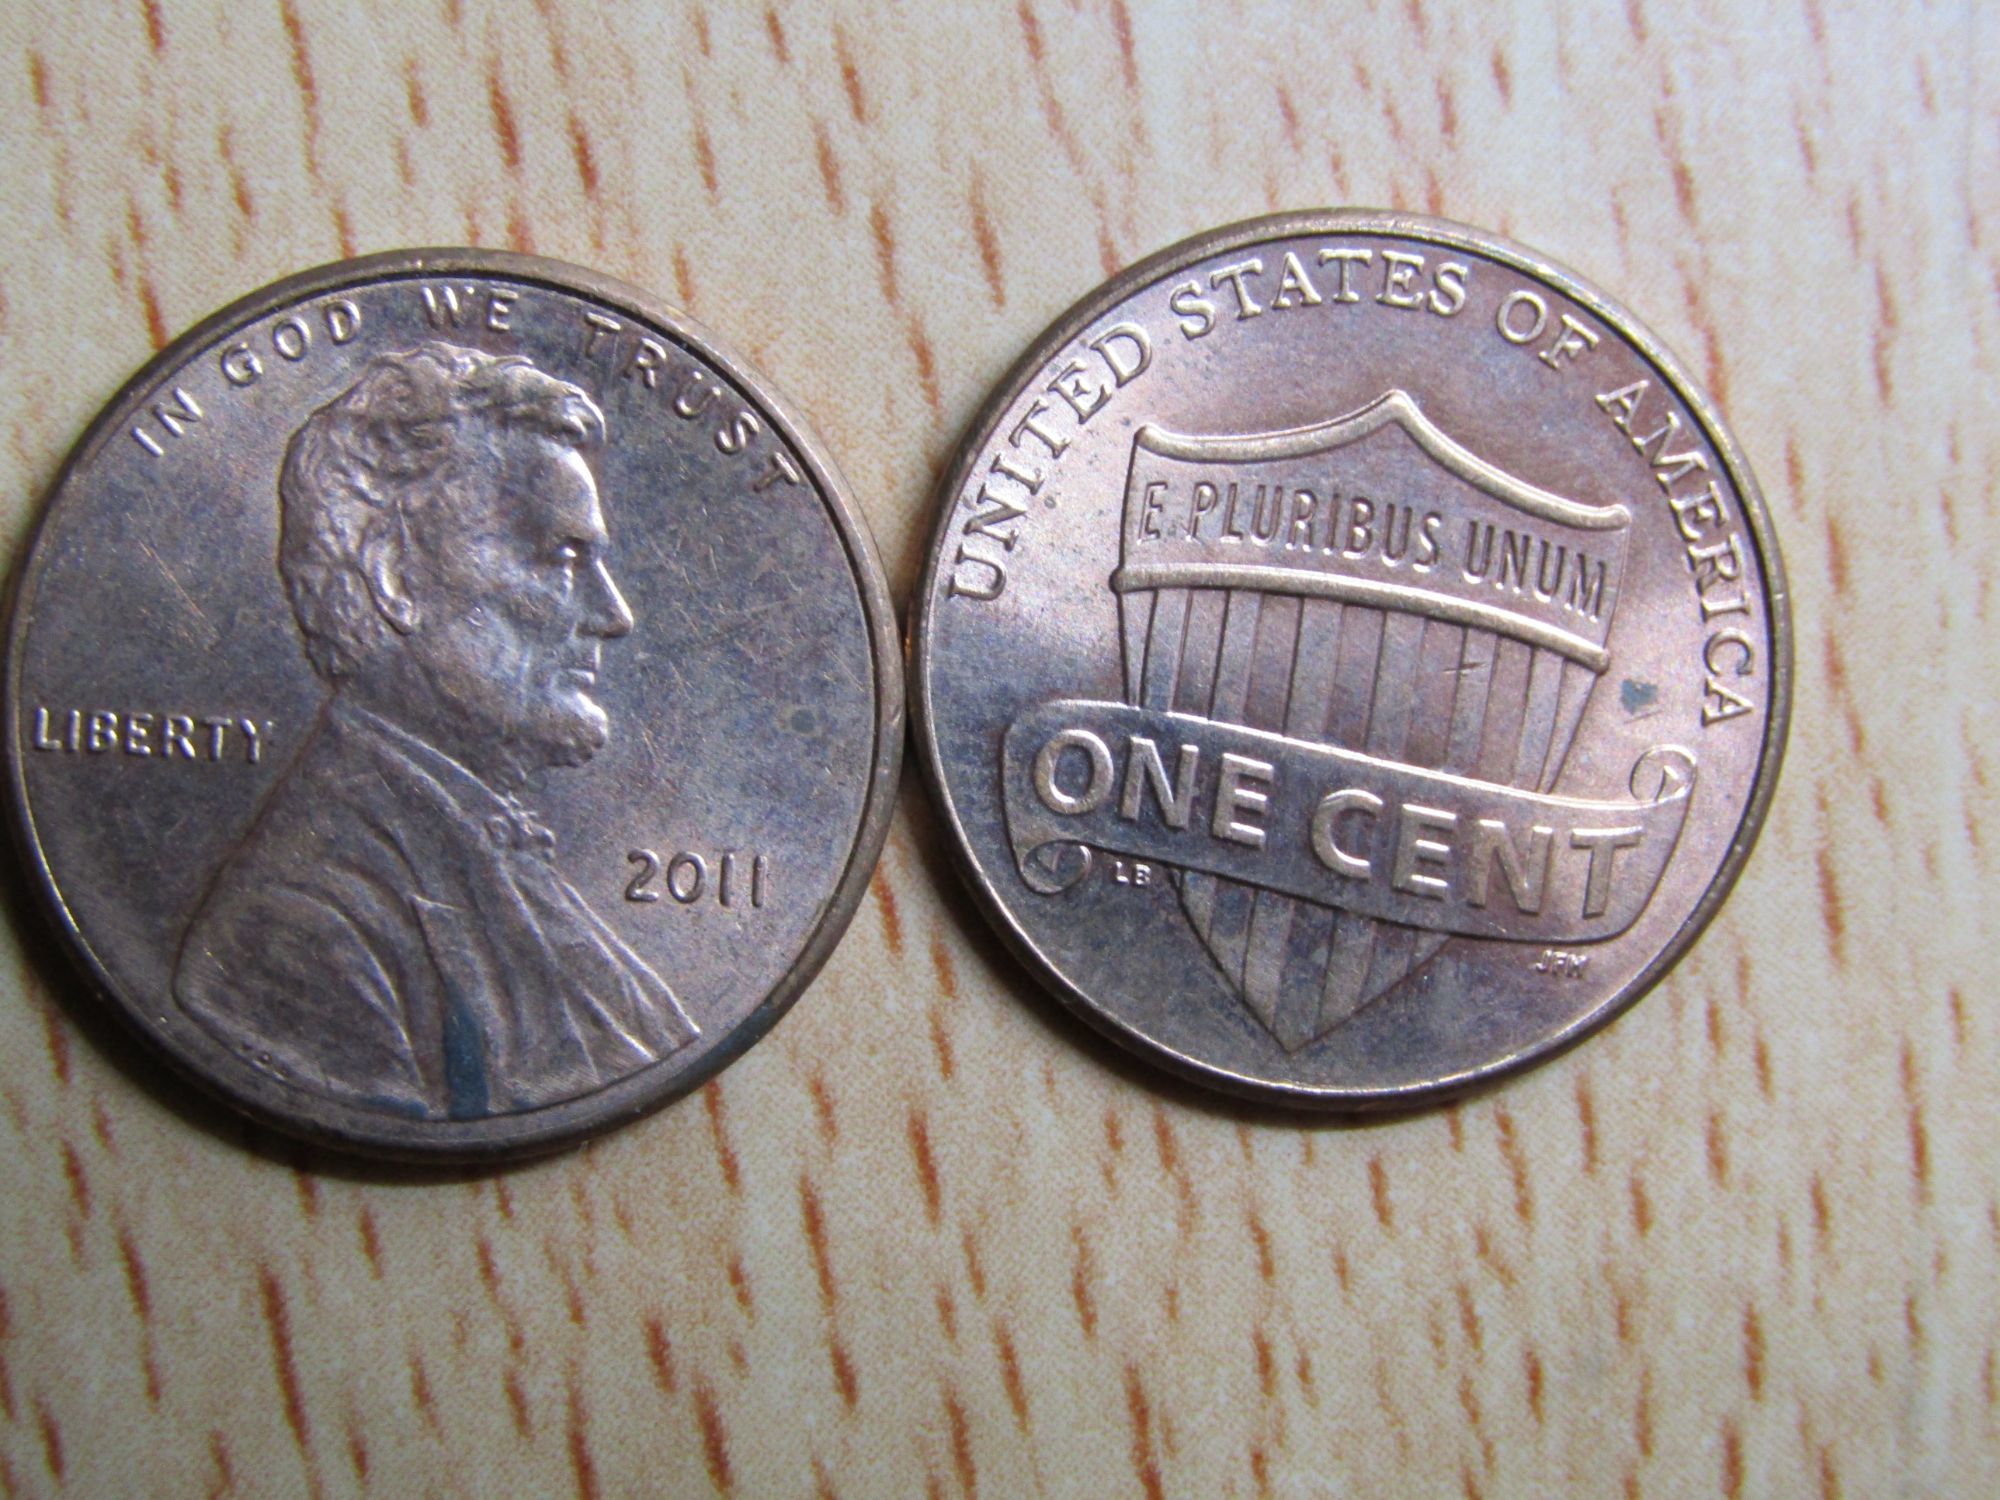 IN GOD WE TRUST
LIBERTY
2011
UNITED STATES OF AMERICA
E PLURIBUS UNUM
ONE CENT
LB
JFM